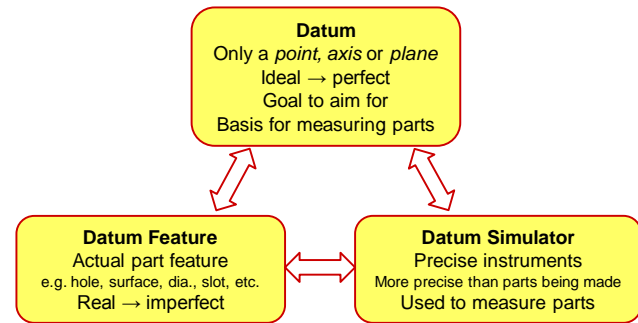 Datum
Only a point, axis or plane
Ideal → perfect
Goal to aim for
Basis for measuring parts
Datum Feature
Actual part feature
e.g. hole, surface, dia., slot, etc.
Real → imperfect
Datum Simulator
Precise instruments
More precise than parts being made
Used to measure parts